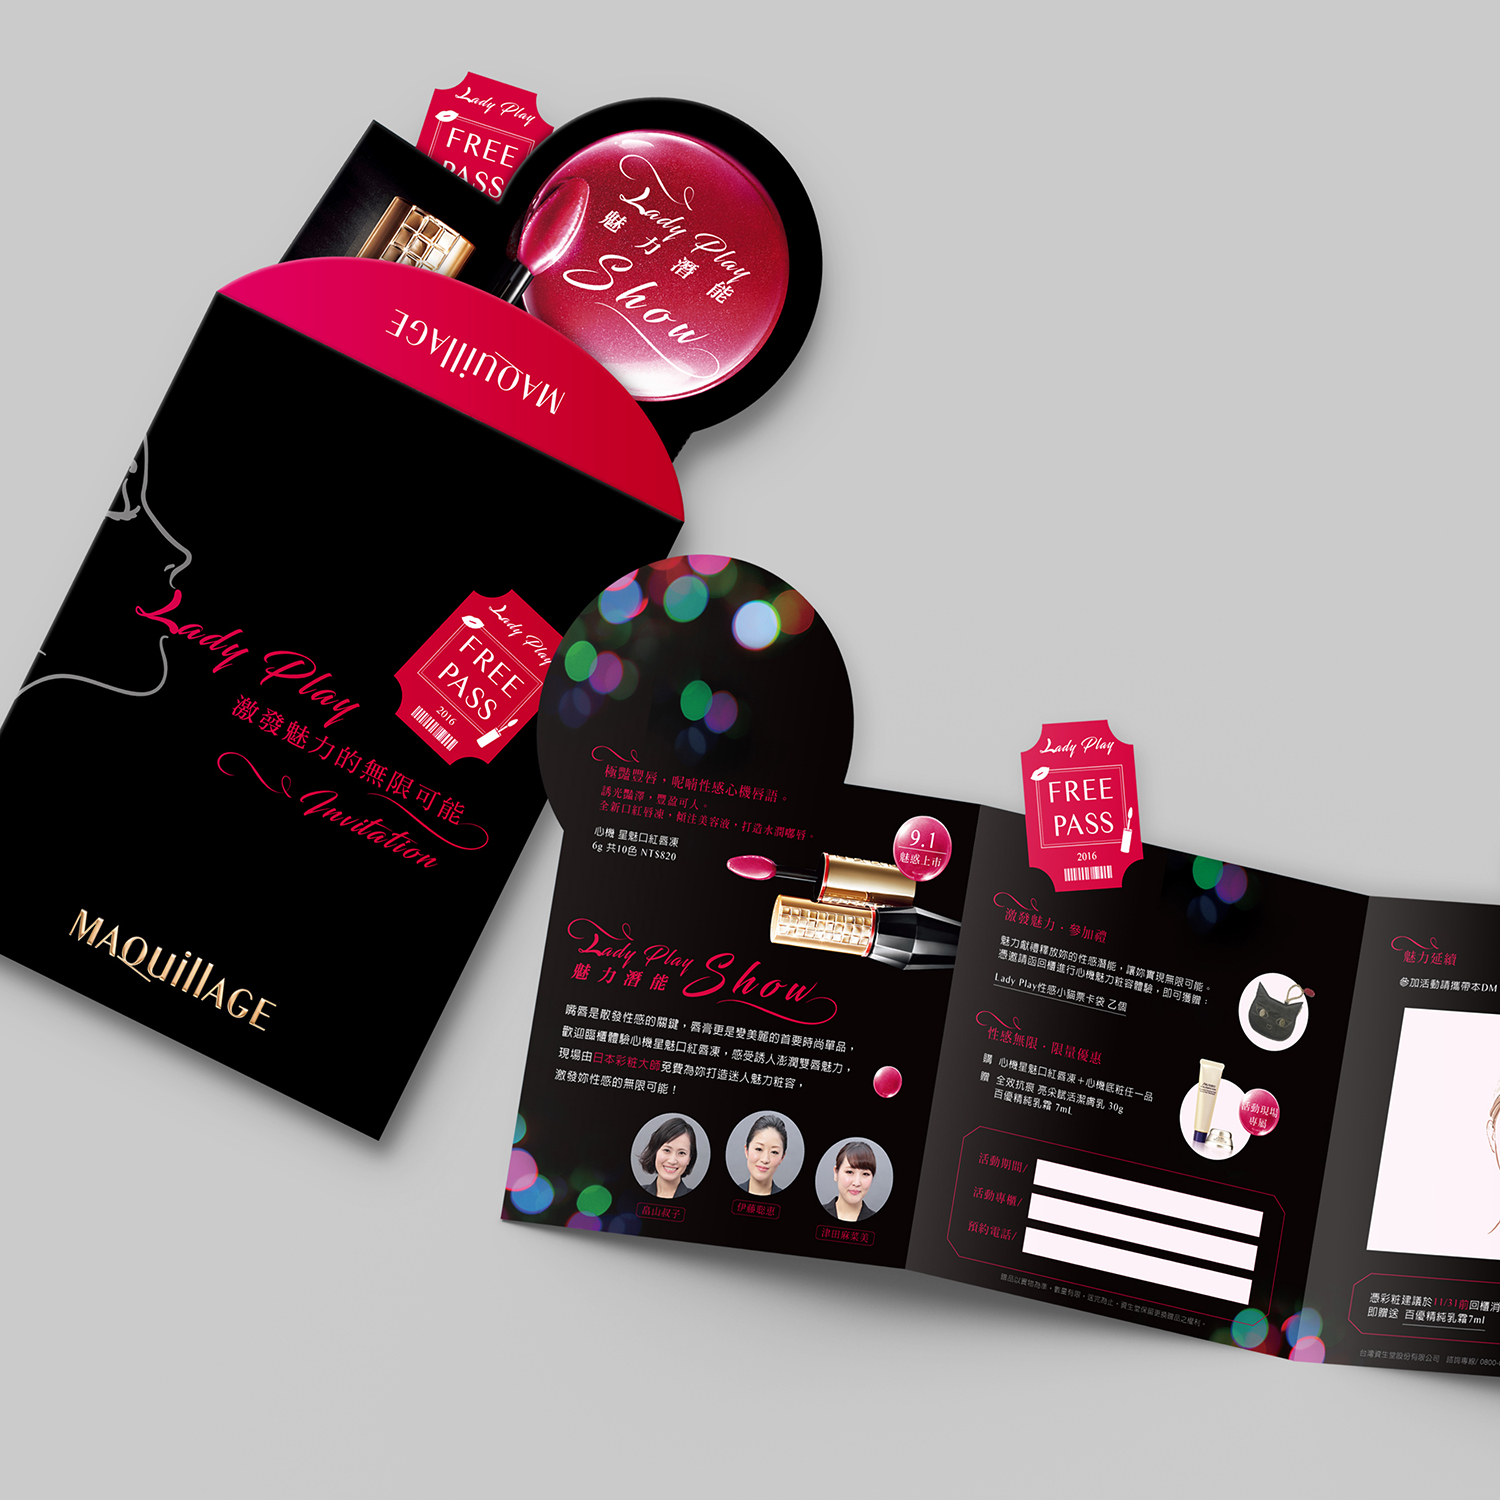 Lady Play
FREE
PASS
Lady Play
魅力潛能
Show
MAQuillAGE
Lady Play
FREE
PASS
2016
Lady Play
激發魅力的無限可能
Invitation
MAQuillAGE
極豔豐唇，呢喃性感心機唇語。
誘光豔澤，豐盈可人。
全新口紅唇凍，傾注美容液，打造水潤嘟唇。
心機 星魅口紅唇凍
6g 共10色 NT$820
9.1
魅惑上市
Lady Play
魅力潛能
Show
嘴唇是散發性感的關鍵，唇膏更是變美麗的首要時尚單品，
歡迎臨櫃體驗心機星魅口紅唇凍，感受誘人澎潤雙唇魅力，
現場由日本彩粧大師免費為妳打造迷人魅力粧容，
激發妳性感的無限可能！
畠山叔子
伊藤聡恵
津田麻菜美
Lady Play
FREE
PASS
2016
激發魅力．參加禮
魅力獻禮釋放妳的性感潛能，讓妳實現無限可能。
憑邀請函回櫃進行心機魅力粧容體驗，即可獲贈：
Lady Play性感小貓票卡袋 乙個
性感無限．限量優惠
購 心機星魅口紅唇凍＋心機底粧任一品
贈 全效抗痕 亮采賦活潔膚乳 30g
百優精純乳霜 7mL
活動現場
專屬
活動期間/
活動專櫃/
預約電話/
贈品以實物為準，數量有限，送完為止，資生堂保留更換贈品之權利。
魅力延續
參加活動請攜帶本DM
憑彩粧建議於11/31前回櫃消
即贈送 百優精純乳霜7ml
台灣資生堂股份有限公司 諮詢專線/ 0800-